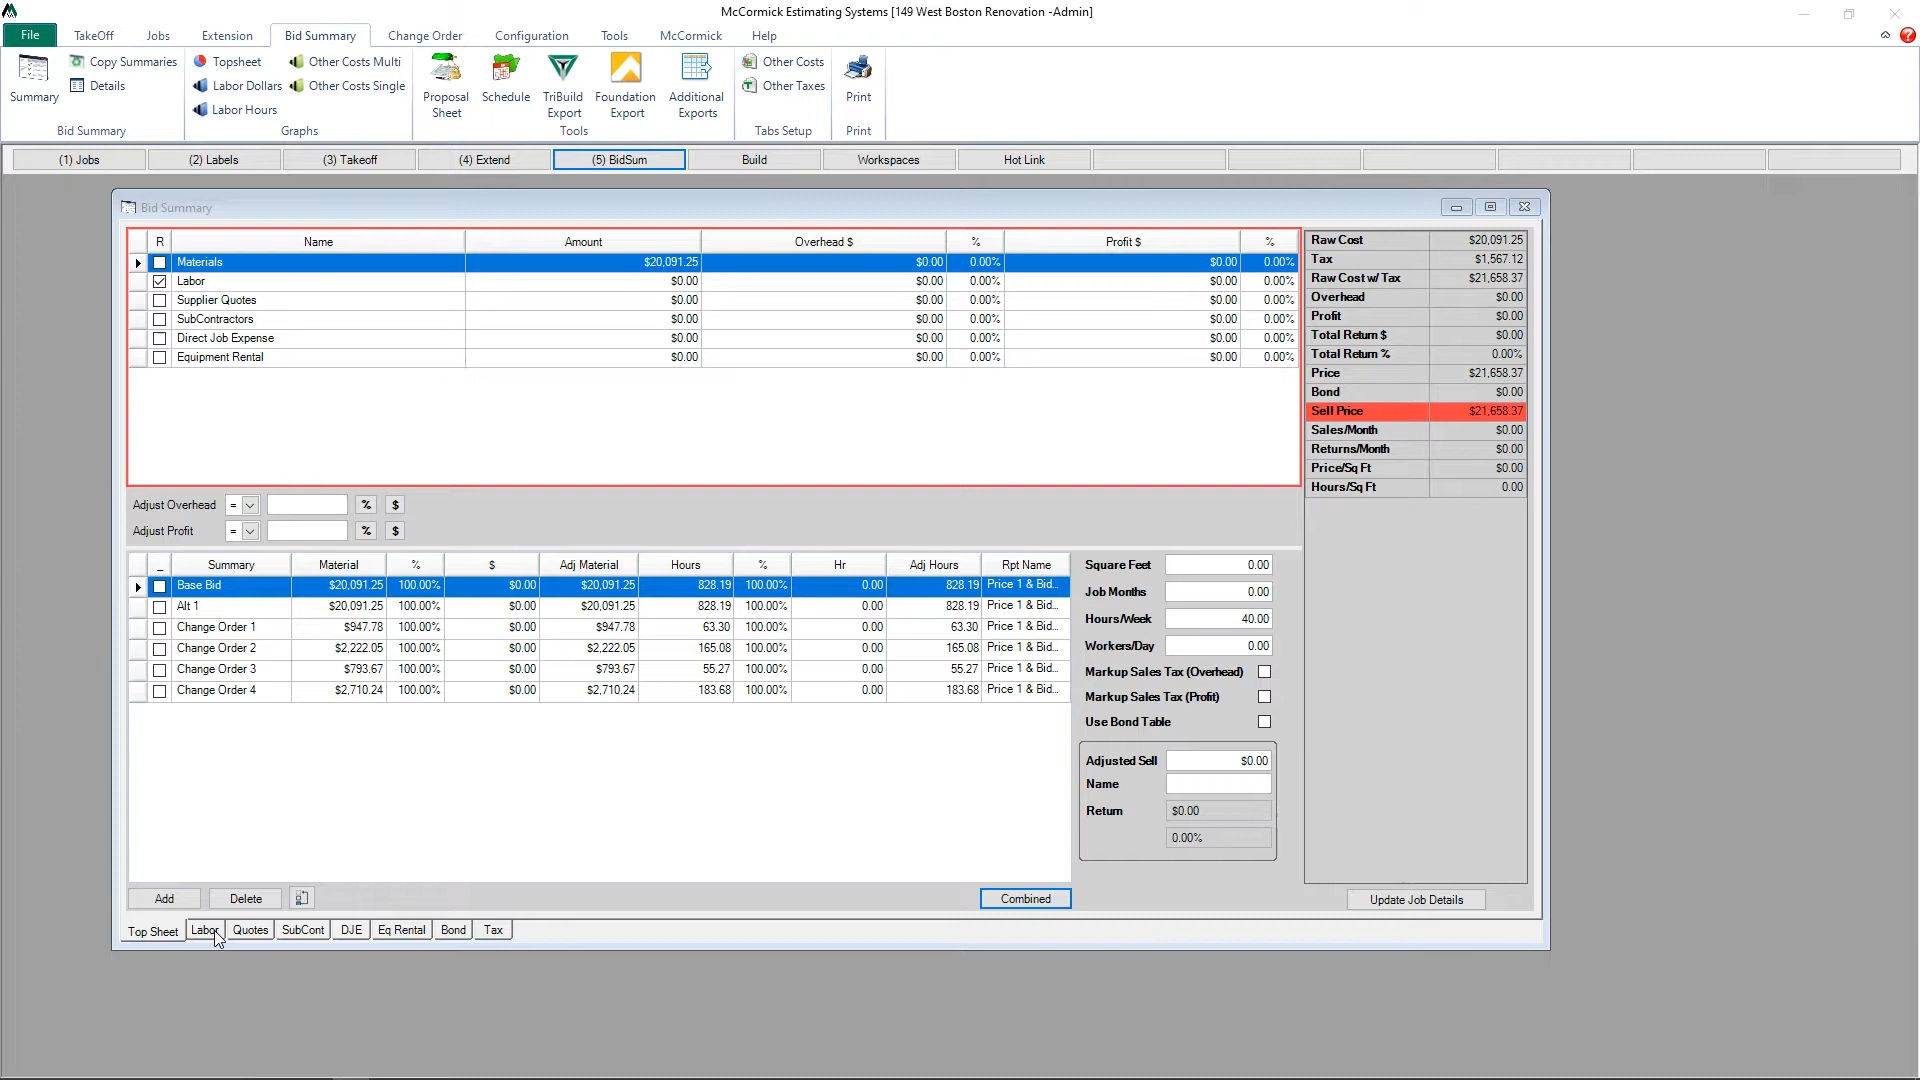 McCormick Estimating Systems [149 West Boston Renovation -Admin]
File TakeOff Jobs Extension Bid Summary Change Order Configuration Tools McCormick Help
Summary Copy Summaries Details Bid Summary
Topsheet Other Costs Multi
Labor Dollars Other Costs Single
Labor Hours
Graphs
Proposal Sheet Schedule TriBuild Export Foundation Export Additional Exports
Tools
Other Costs
Other Taxes
Tabs Setup
Print
Print
(1) Jobs (2) Labels (3) Takeoff (4) Extend (5) BidSum Build Workspaces Hot Link
Bid Summary
R Name Amount Overhead $ % Profit $ %
Materials $20,091.25 $0.00 0.00% $0.00 0.00%
Labor $0.00 $0.00 0.00% $0.00 0.00%
Supplier Quotes $0.00 $0.00 0.00% $0.00 0.00%
SubContractors $0.00 $0.00 0.00% $0.00 0.00%
Direct Job Expense $0.00 $0.00 0.00% $0.00 0.00%
Equipment Rental $0.00 $0.00 0.00% $0.00 0.00%
Raw Cost $20,091.25
Tax $1,567.12
Raw Cost w/ Tax $21,658.37
Overhead $0.00
Profit $0.00
Total Return $ $0.00
Total Return % 0.00%
Price $21,658.37
Bond $0.00
Sell Price $21,658.37
Sales/Month $0.00
Returns/Month $0.00
Price/Sq Ft $0.00
Hours/Sq Ft 0.00
Adjust Overhead = % $
Adjust Profit = % $
_ Summary Material % $ Adj Material Hours % Hr Adj Hours Rpt Name
Base Bid $20,091.25 100.00% $0.00 $20,091.25 828.19 100.00% 0.00 828.19 Price 1 & Bid...
Alt 1 $20,091.25 100.00% $0.00 $20,091.25 828.19 100.00% 0.00 828.19 Price 1 & Bid...
Change Order 1 $947.78 100.00% $0.00 $947.78 63.30 100.00% 0.00 63.30 Price 1 & Bid...
Change Order 2 $2,222.05 100.00% $0.00 $2,222.05 165.08 100.00% 0.00 165.08 Price 1 & Bid...
Change Order 3 $793.67 100.00% $0.00 $793.67 55.27 100.00% 0.00 55.27 Price 1 & Bid...
Change Order 4 $2,710.24 100.00% $0.00 $2,710.24 183.68 100.00% 0.00 183.68 Price 1 & Bid...
Square Feet 0.00
Job Months 0.00
Hours/Week 40.00
Workers/Day 0.00
Markup Sales Tax (Overhead)
Markup Sales Tax (Profit)
Use Bond Table
Adjusted Sell $0.00
Name
Return $0.00
0.00%
Add Delete Combined Update Job Details
Top Sheet Labor Quotes SubCont DJE Eq Rental Bond Tax